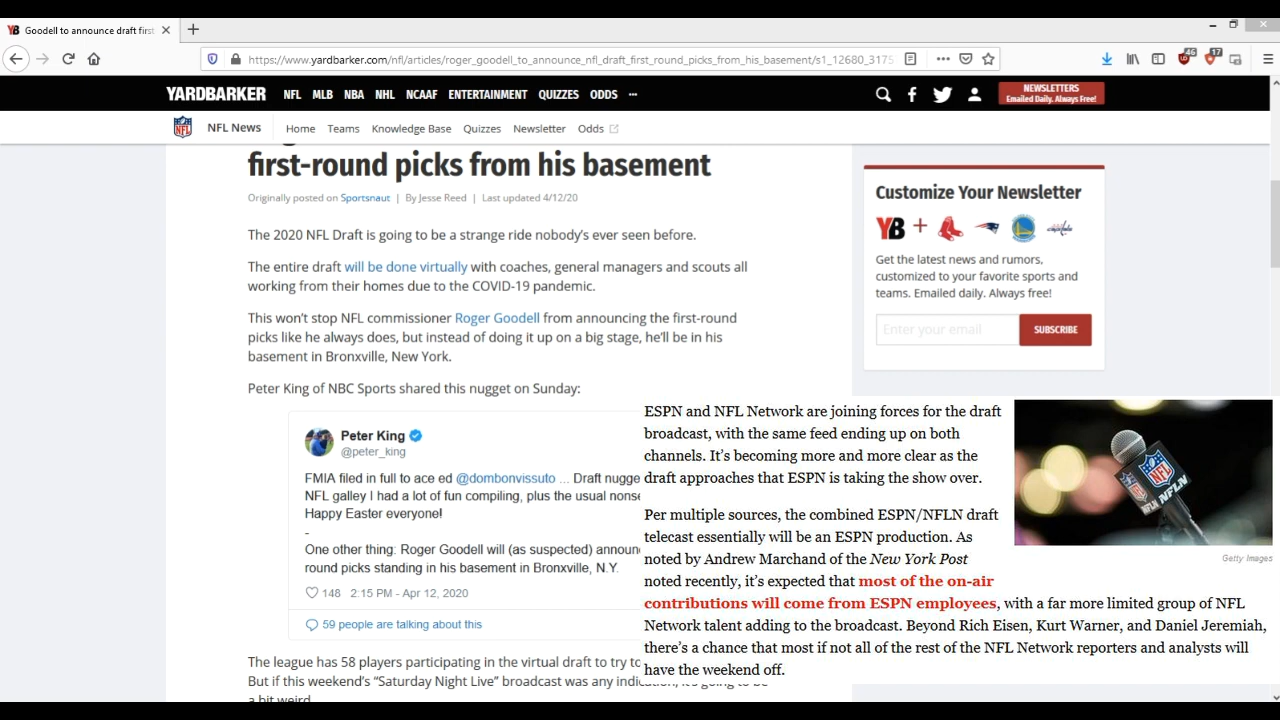 Goodell to announce draft first
https://www.yardbarker.com/nfl/articles/roger_goodell_to_announce_nfl_draft_first_round_picks_from_his_basement/s1_12680_3175
46
17
YARDBARKER
NFL MLB NBA NHL NCAAF ENTERTAINMENT QUIZZES ODDS ...
NEWSLETTERS
Emailed Daily. Always Free!
NFL News Home Teams Knowledge Base Quizzes Newsletter Odds
first-round picks from his basement
Originally posted on Sportsnaut | By Jesse Reed | Last updated 4/12/20
The 2020 NFL Draft is going to be a strange ride nobody's ever seen before.
The entire draft will be done virtually with coaches, general managers and scouts all
working from their homes due to the COVID-19 pandemic.
This won't stop NFL commissioner Roger Goodell from announcing the first-round
picks like he always does, but instead of doing it up on a big stage, he'll be in his
basement in Bronxville, New York.
Peter King of NBC Sports shared this nugget on Sunday:
Peter King
@peter_king
FMIA filed in full to ace ed @dombonvissuto ... Draft nugge
NFL galley I had a lot of fun compiling, plus the usual nonse
Happy Easter everyone!
-
One other thing: Roger Goodell will (as suspected) announ
round picks standing in his basement in Bronxville, N.Y.
148 2:15 PM - Apr 12, 2020
59 people are talking about this
The league has 58 players participating in the virtual draft to try to
But if this weekend's "Saturday Night Live" broadcast was any indication, it's going to be
a bit weird.
Customize Your Newsletter
YB +
Get the latest news and rumors,
customized to your favorite sports and
teams. Emailed daily. Always free!
Enter your email SUBSCRIBE
ESPN and NFL Network are joining forces for the draft
broadcast, with the same feed ending up on both
channels. It's becoming more and more clear as the
draft approaches that ESPN is taking the show over.
Per multiple sources, the combined ESPN/NFLN draft
telecast essentially will be an ESPN production. As
noted by Andrew Marchand of the New York Post
noted recently, it's expected that most of the on-air
contributions will come from ESPN employees, with a far more limited group of NFL
Network talent adding to the broadcast. Beyond Rich Eisen, Kurt Warner, and Daniel Jeremiah,
there's a chance that most if not all of the rest of the NFL Network reporters and analysts will
have the weekend off.
NFL
Getty Images